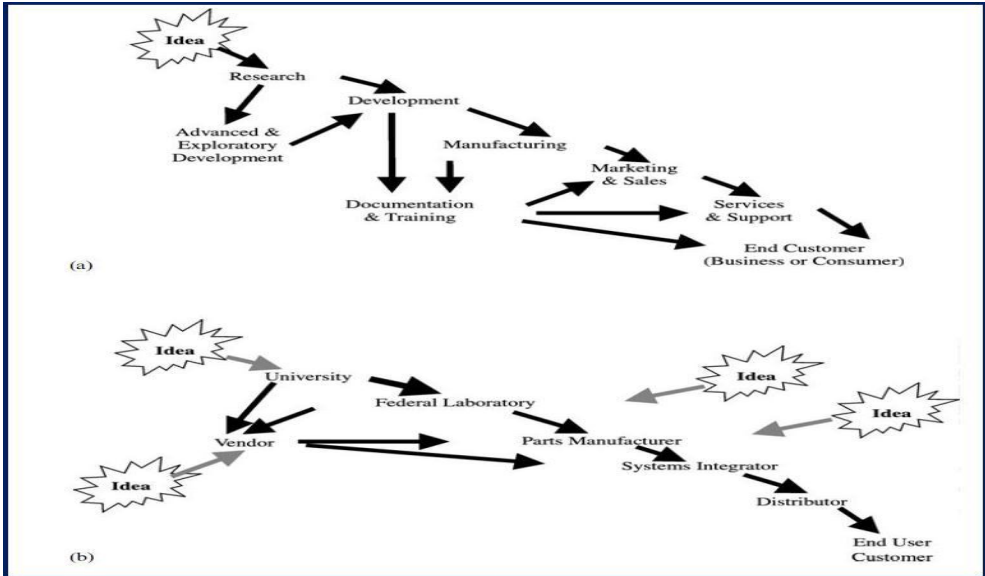 Idea
Research
Development
Advanced &
Exploratory
Development
Manufacturing
Marketing
& Sales
Documentation
& Training
Services
& Support
End Customer
(Business or Consumer)
(a)
Idea
Idea
University
Federal Laboratory
Idea
Vendor
Parts Manufacturer
Systems Integrator
Idea
Distributor
End User
Customer
(b)